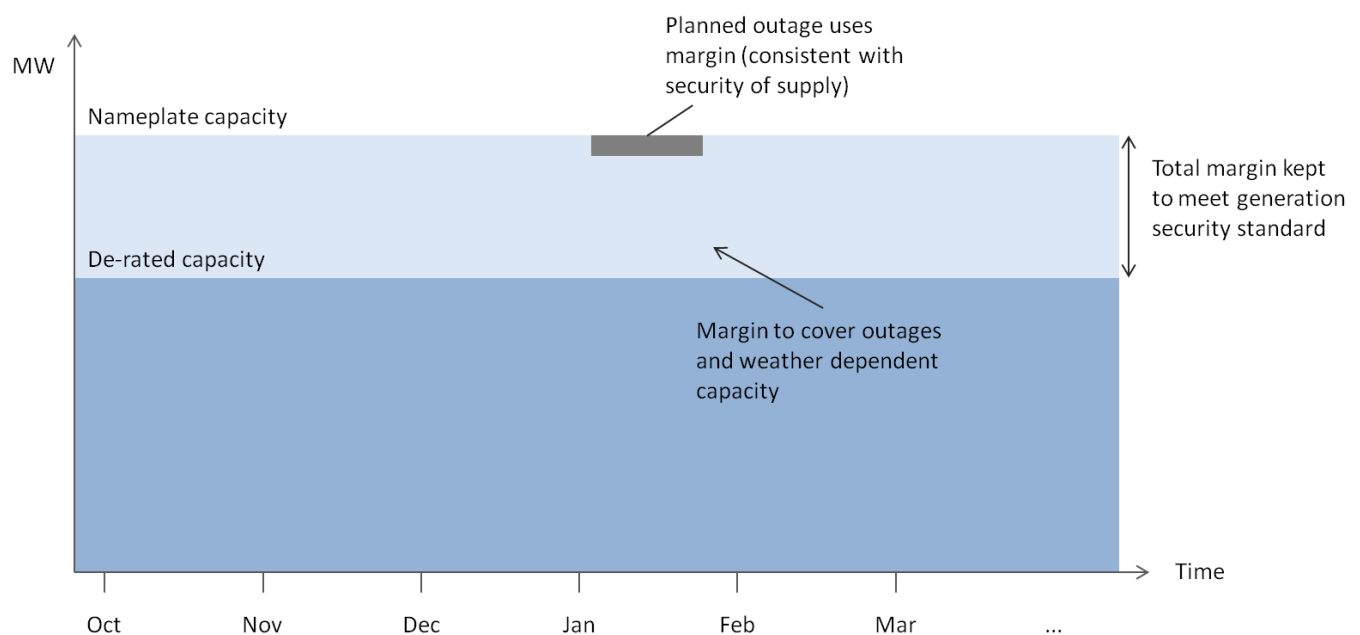 Planned outage uses
margin (consistent with
security of supply)
MW
Nameplate capacity
Total margin kept
to meet generation
security standard
De-rated capacity
Margin to cover outages
and weather dependent
capacity
Time
Oct Nov Dec Jan Feb Mar ...